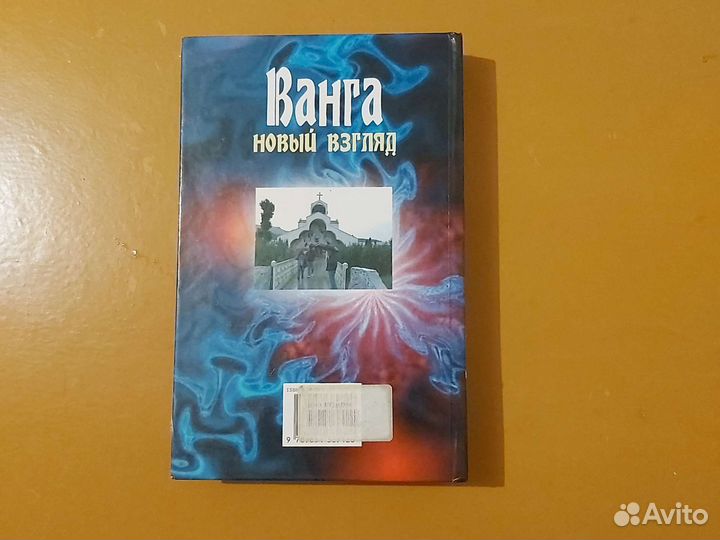 Ванга
новый взгляд
Avito